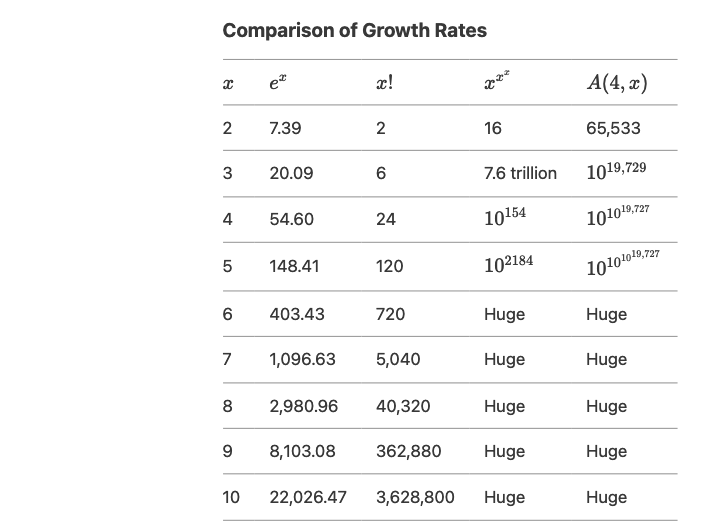 Comparison of Growth Rates
x e^x x! x^x^x A(4, x)
2 7.39 2 16 65,533
3 20.09 6 7.6 trillion 10^19,729
4 54.60 24 10^154 10^10^19,727
5 148.41 120 10^2184 10^10^10^19,727
6 403.43 720 Huge Huge
7 1,096.63 5,040 Huge Huge
8 2,980.96 40,320 Huge Huge
9 8,103.08 362,880 Huge Huge
10 22,026.47 3,628,800 Huge Huge